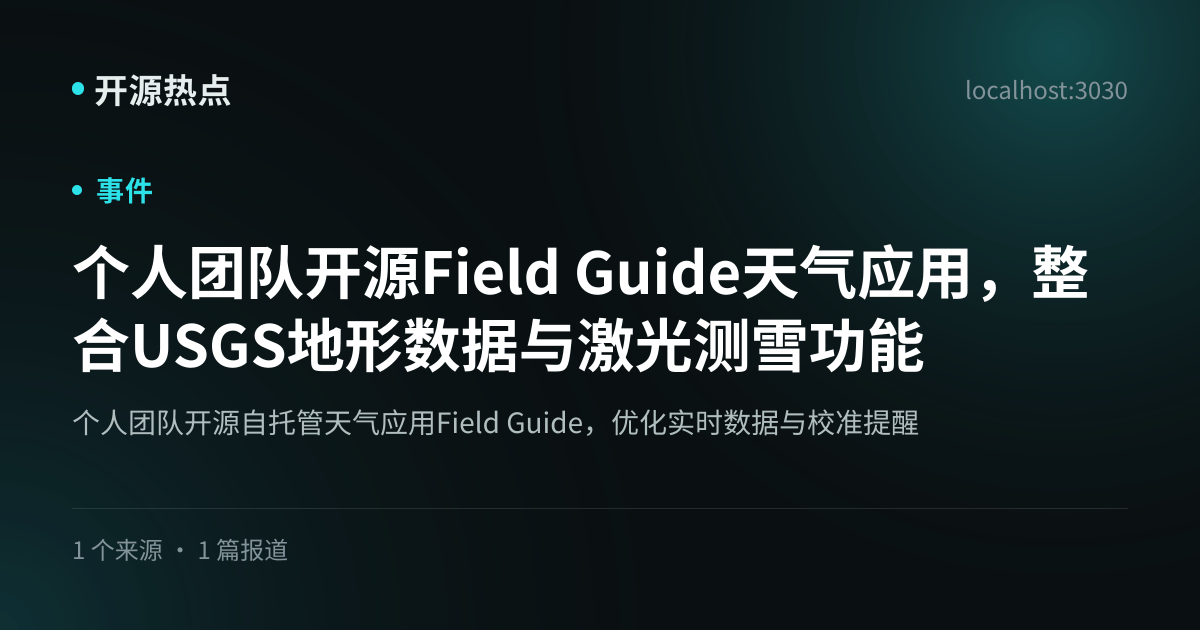 开源热点
localhost:3030
事件
个人团队开源Field Guide天气应用，整
合USGS地形数据与激光测雪功能
个人团队开源自托管天气应用Field Guide，优化实时数据与校准提醒
1 个来源 · 1 篇报道